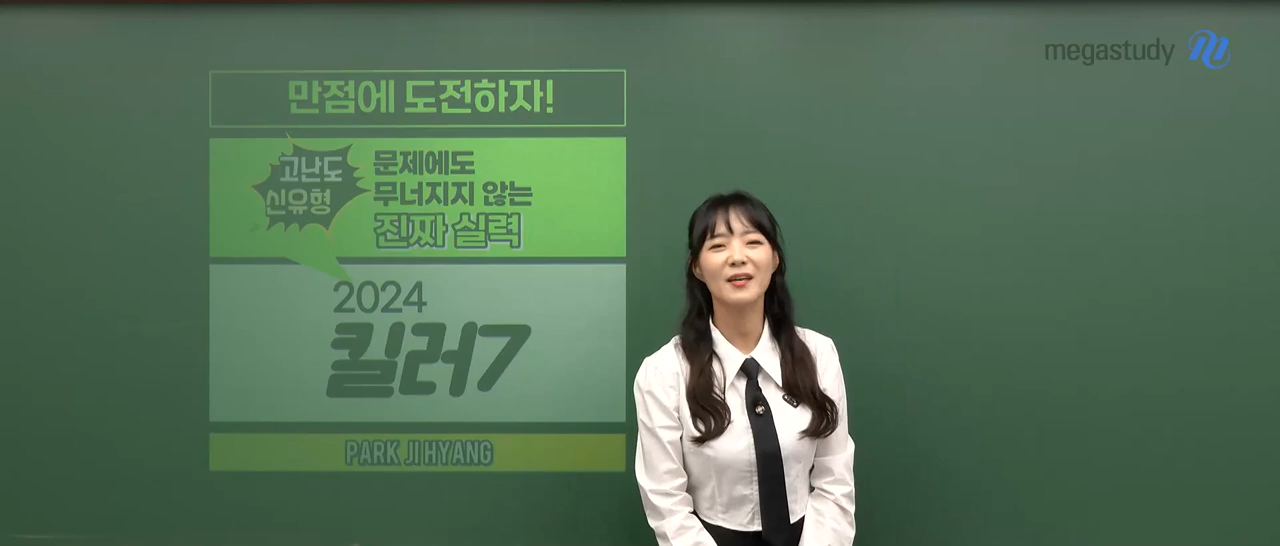 megastudy
만점에 도전하자!
고난도
신유형
문제에도
무너지지 않는
진짜 실력
2024
킬러7
PARK JI HYANG